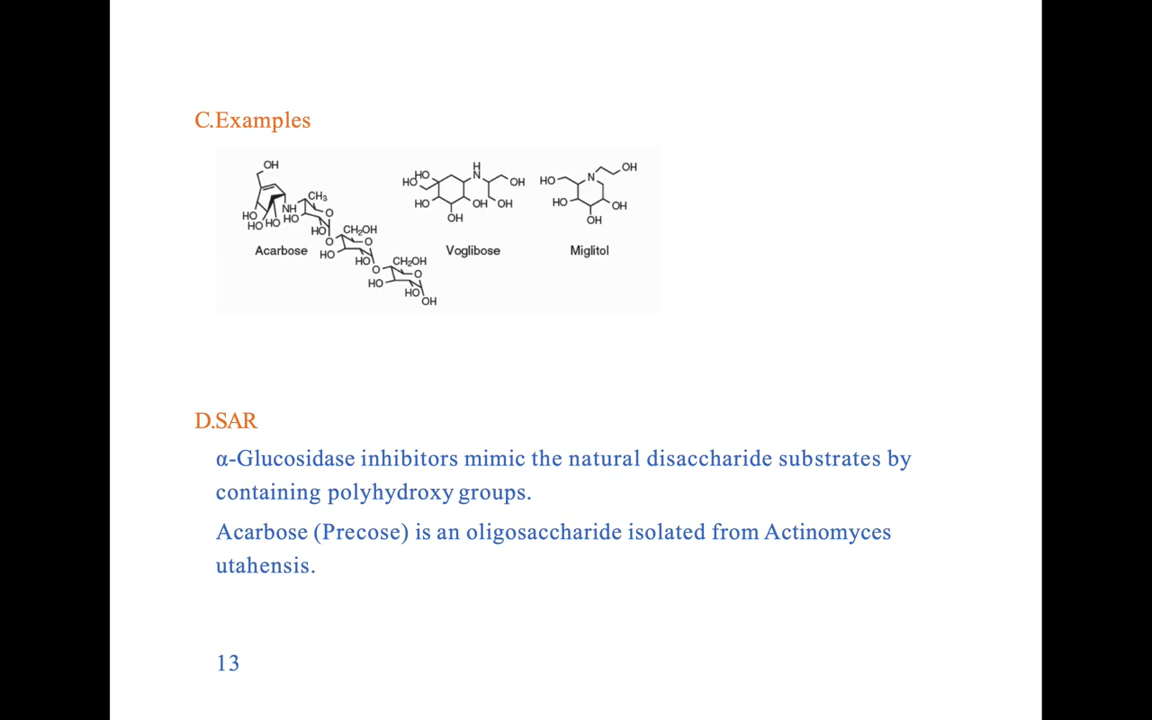 C.Examples
OH
CH₃
NH
O
HO
HO
HO
HO
HO
O
CH₂OH
O
HO
HO
O
CH₂OH
O
HO
HO
OH
Acarbose
H
N
HO
HO
OH
HO
OH
OH
OH
Voglibose
OH
HO
N
HO
OH
OH
Miglitol
D.SAR
α-Glucosidase inhibitors mimic the natural disaccharide substrates by
containing polyhydroxy groups.
Acarbose (Precose) is an oligosaccharide isolated from Actinomyces
utahensis.
13